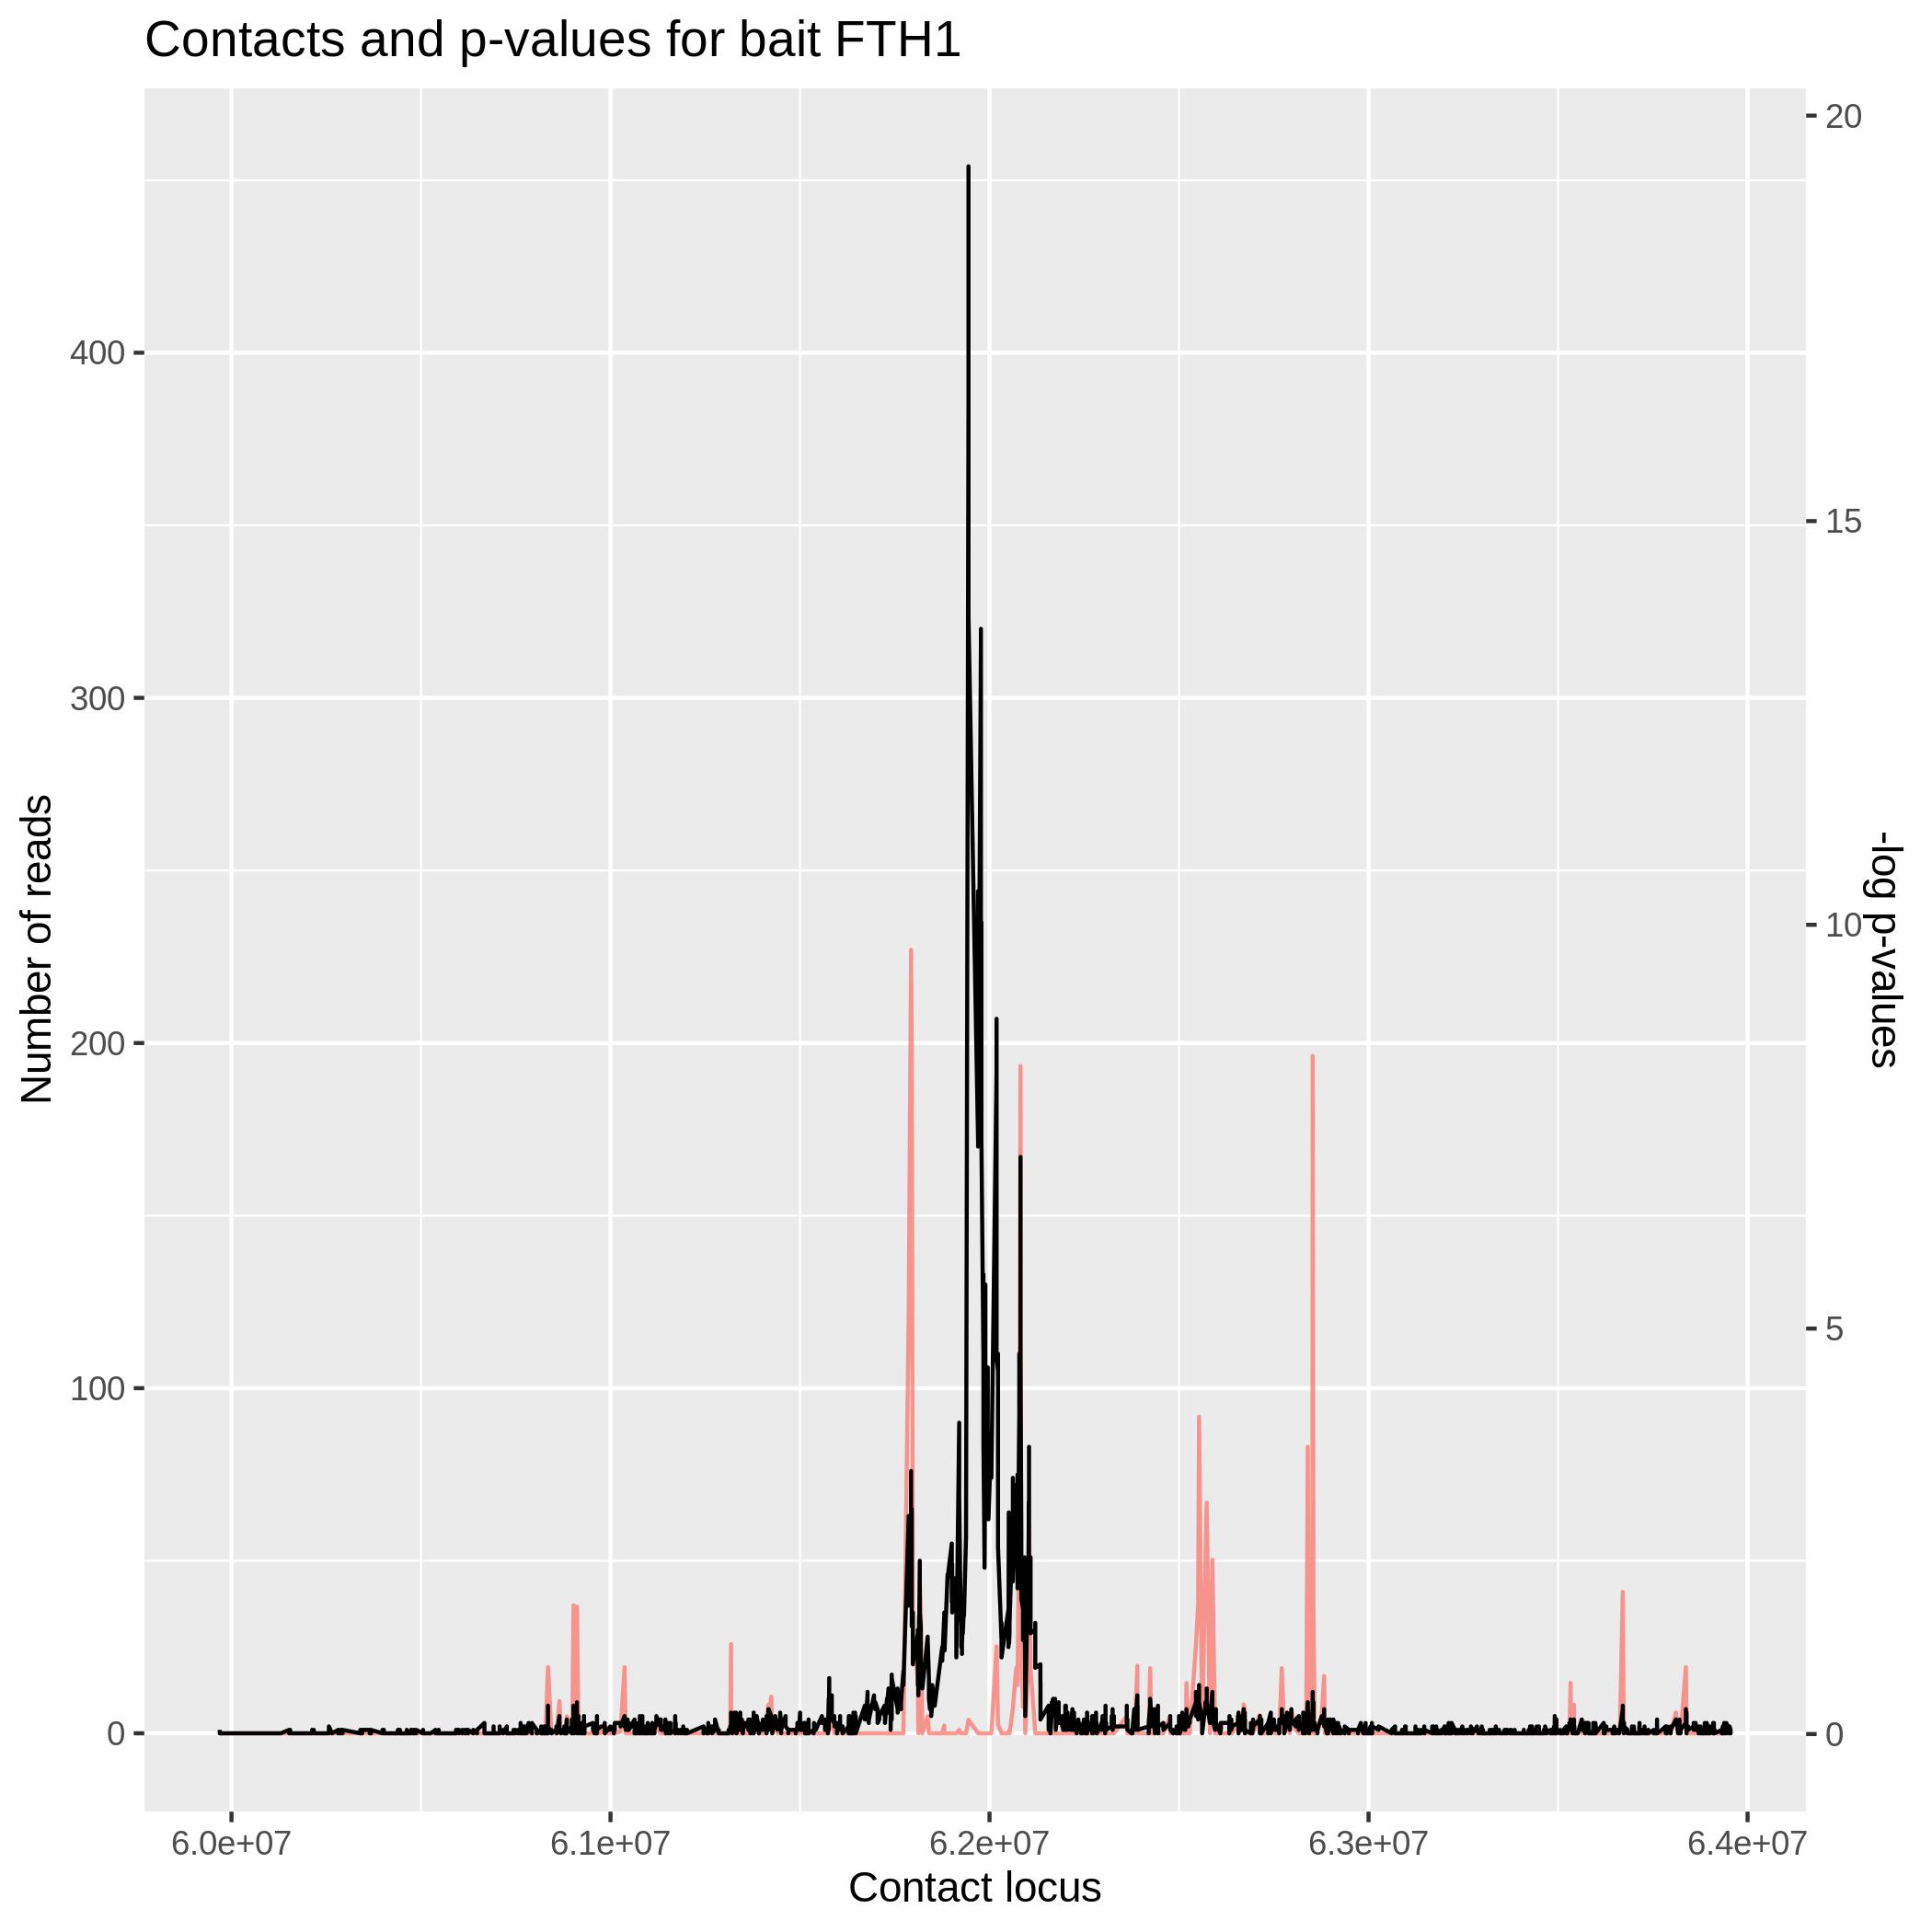 Contacts and p-values for bait FTH1
Number of reads
400
300
200
100
0
20
15
10
5
0
-log p-values
6.0e+07
6.1e+07
6.2e+07
6.3e+07
6.4e+07
Contact locus